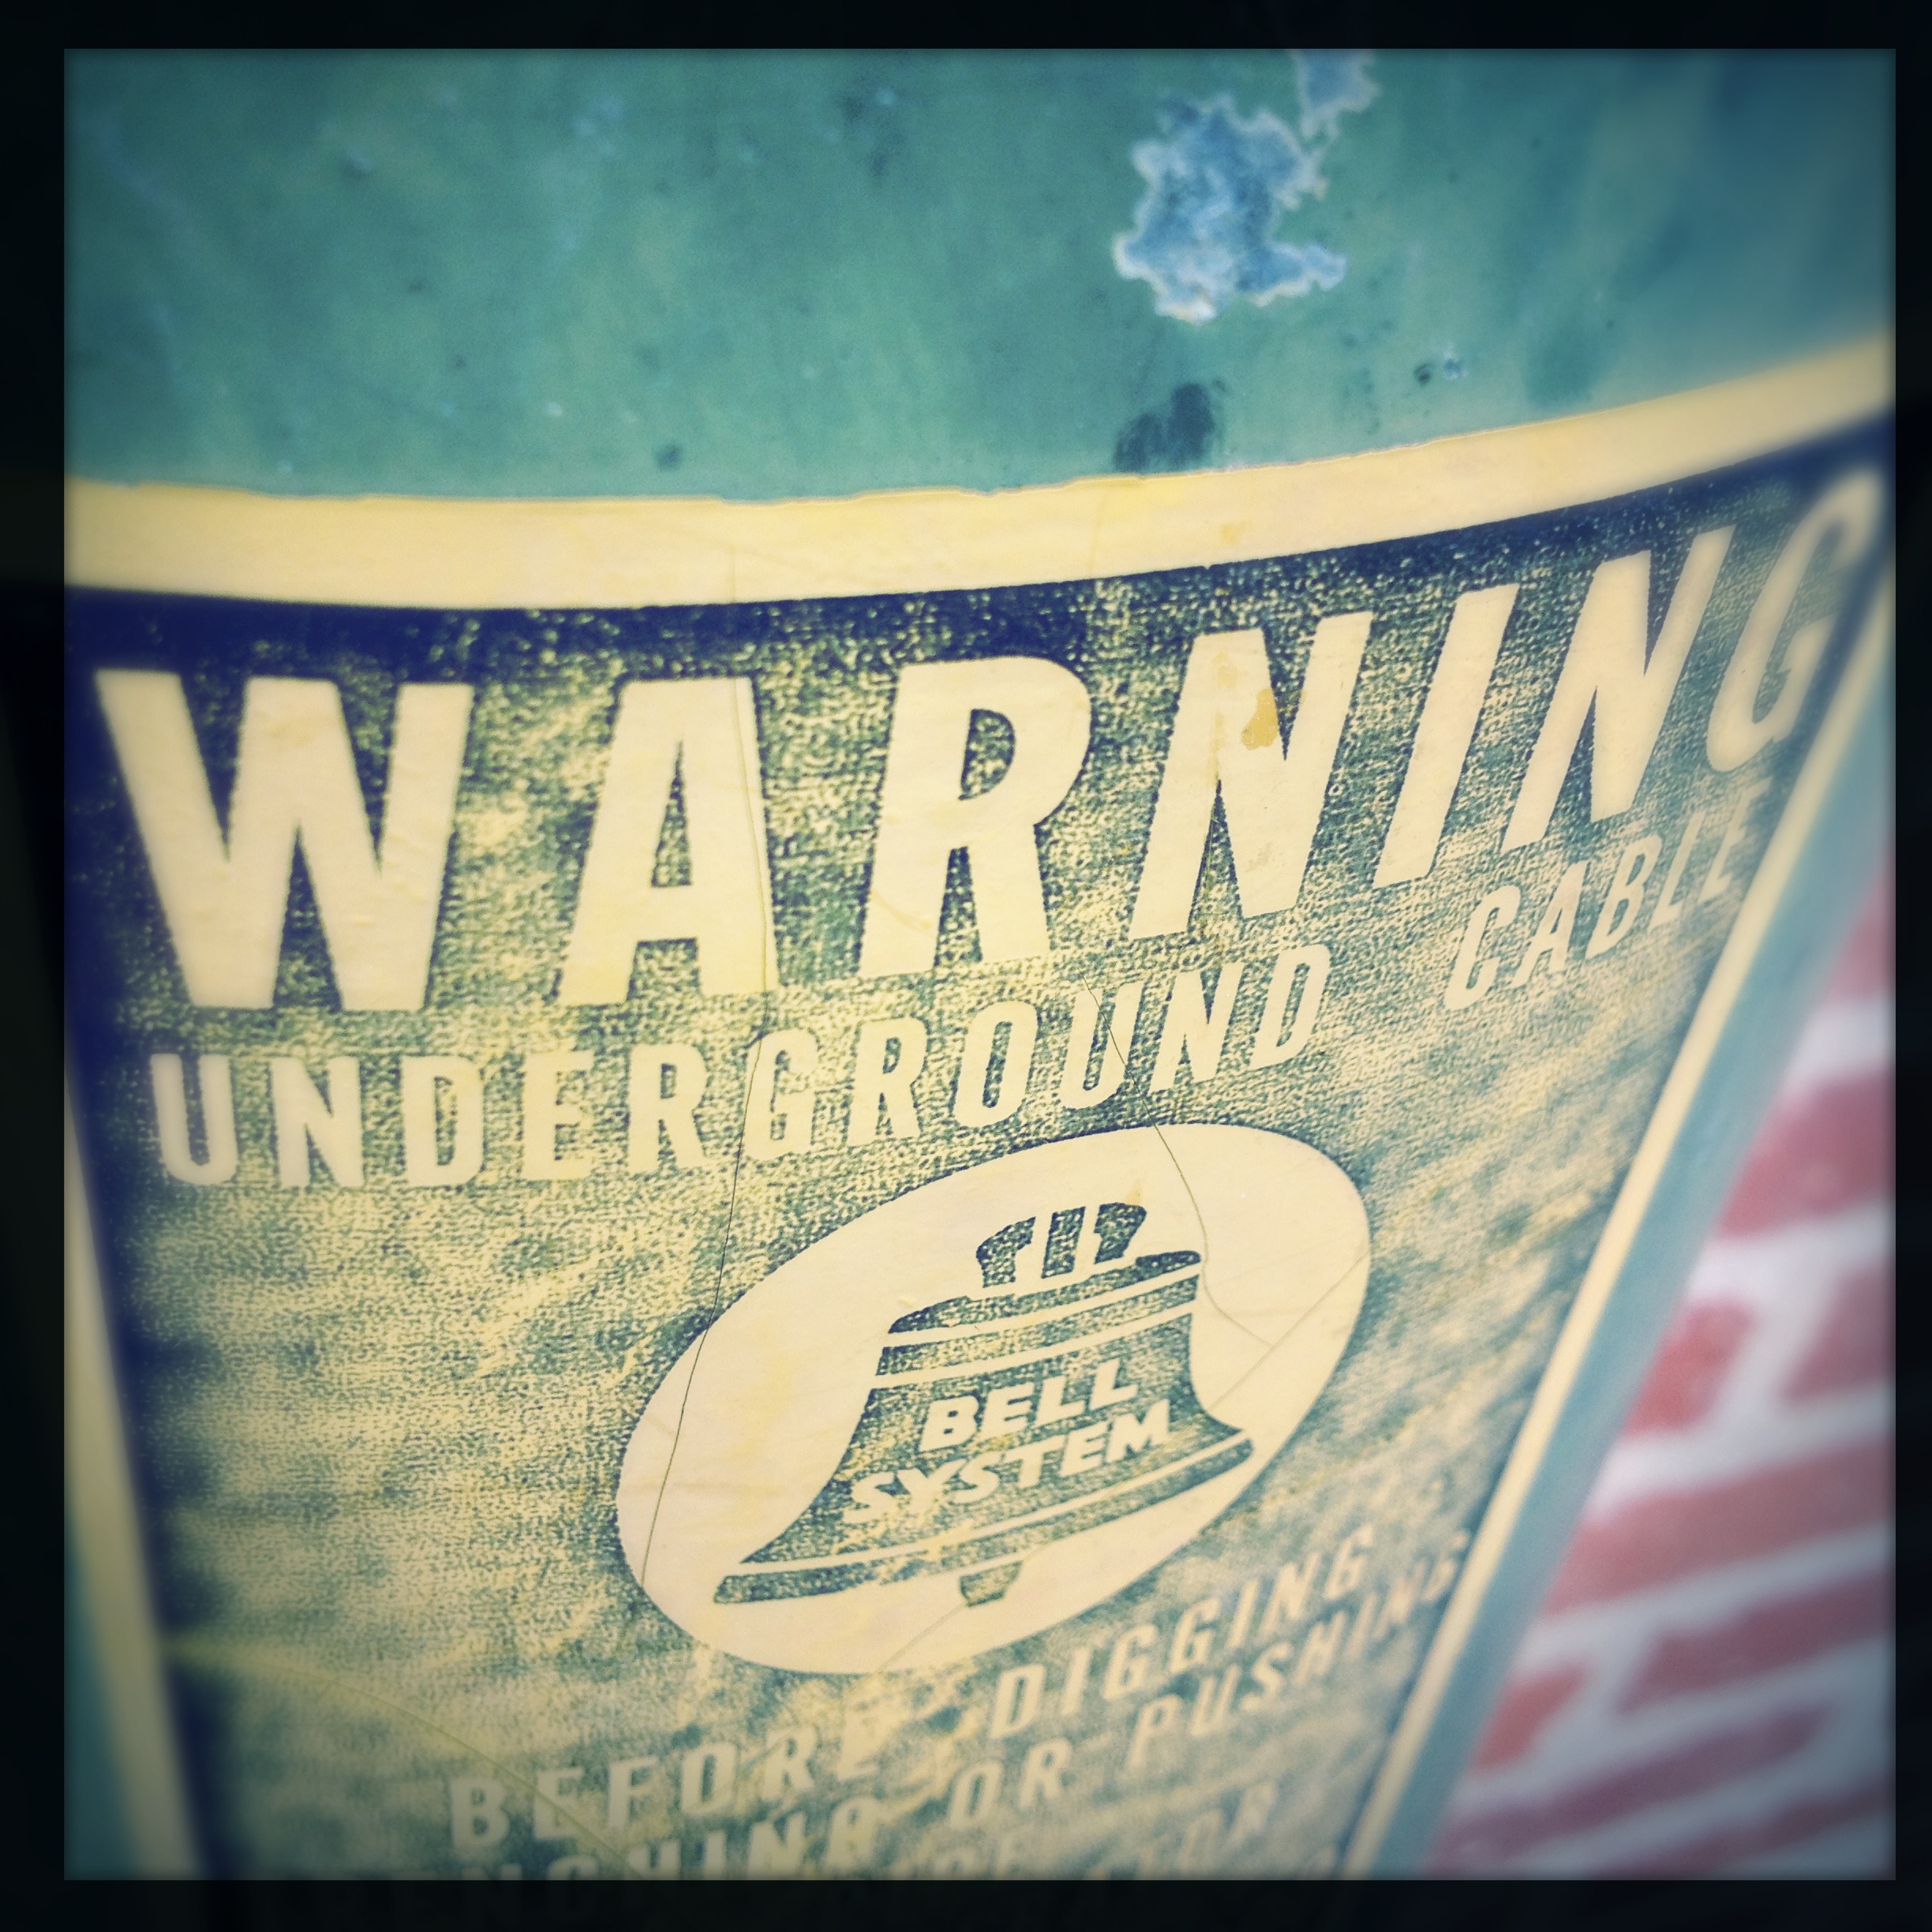 WARNING
UNDERGROUND CABLE
BELL
SYSTEM
BEFORE DIGGING
OR PUSHING